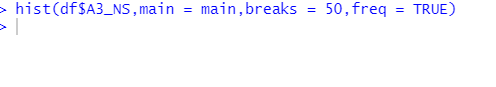 > hist(df$A3_NS,main = main,breaks = 50,freq = TRUE)
>